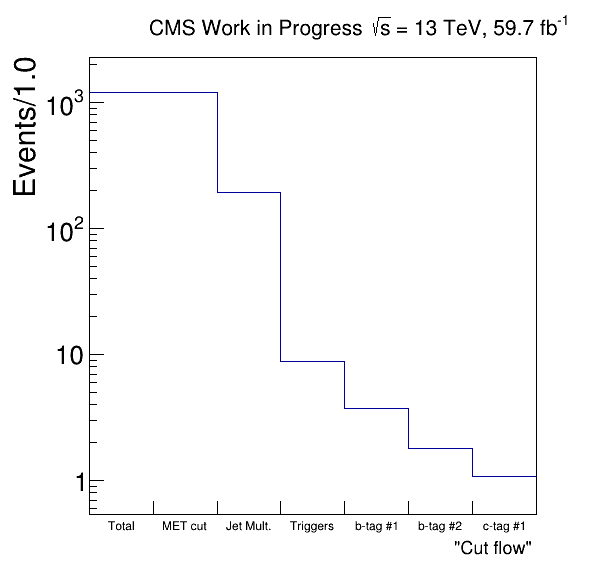 CMS Work in Progress √s = 13 TeV, 59.7 fb⁻¹
Events/1.0
10³
10²
10
1
Total MET cut Jet Mult. Triggers b-tag #1 b-tag #2 c-tag #1
"Cut flow"